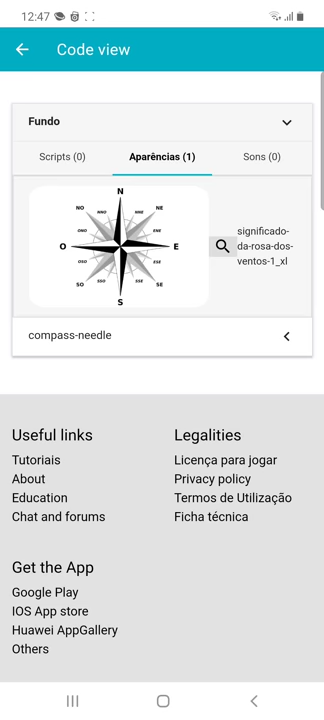 12:47
Code view
Fundo
Scripts (0)
Aparências (1)
Sons (0)
N
NO
NNO
NNE
NE
ONO
ENE
O
E
OSO
ESE
SO
SSO
SSE
SE
S
significado-
da-rosa-dos-
ventos-1_xl
compass-needle
Useful links
Tutoriais
About
Education
Chat and forums
Legalities
Licença para jogar
Privacy policy
Termos de Utilização
Ficha técnica
Get the App
Google Play
IOS App store
Huawei AppGallery
Others